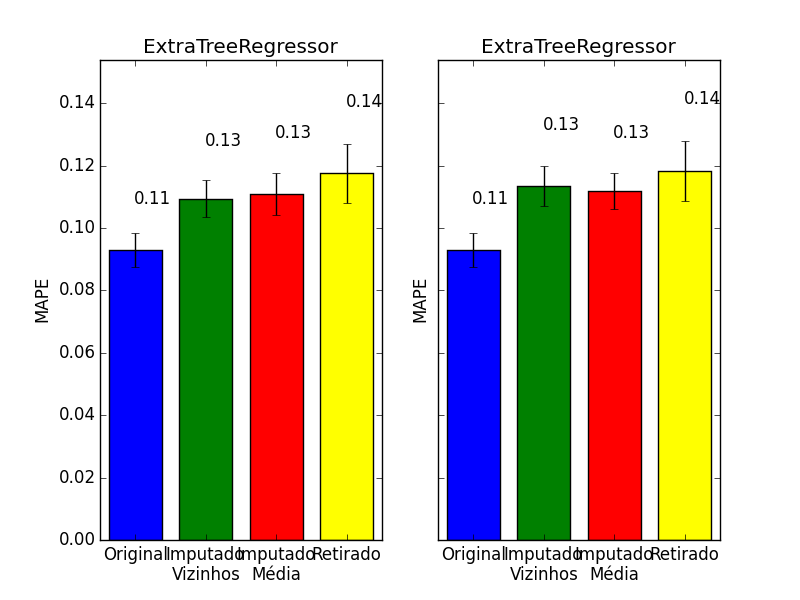 ExtraTreeRegressor
ExtraTreeRegressor
0.14
0.12
0.10
0.08
0.06
0.04
0.02
0.00
MAPE
0.11
0.13
0.13
0.14
Original
Imputado
Vizinhos
Imputado
Média
Retirado
MAPE
0.11
0.13
0.13
0.14
Original
Imputado
Vizinhos
Imputado
Média
Retirado